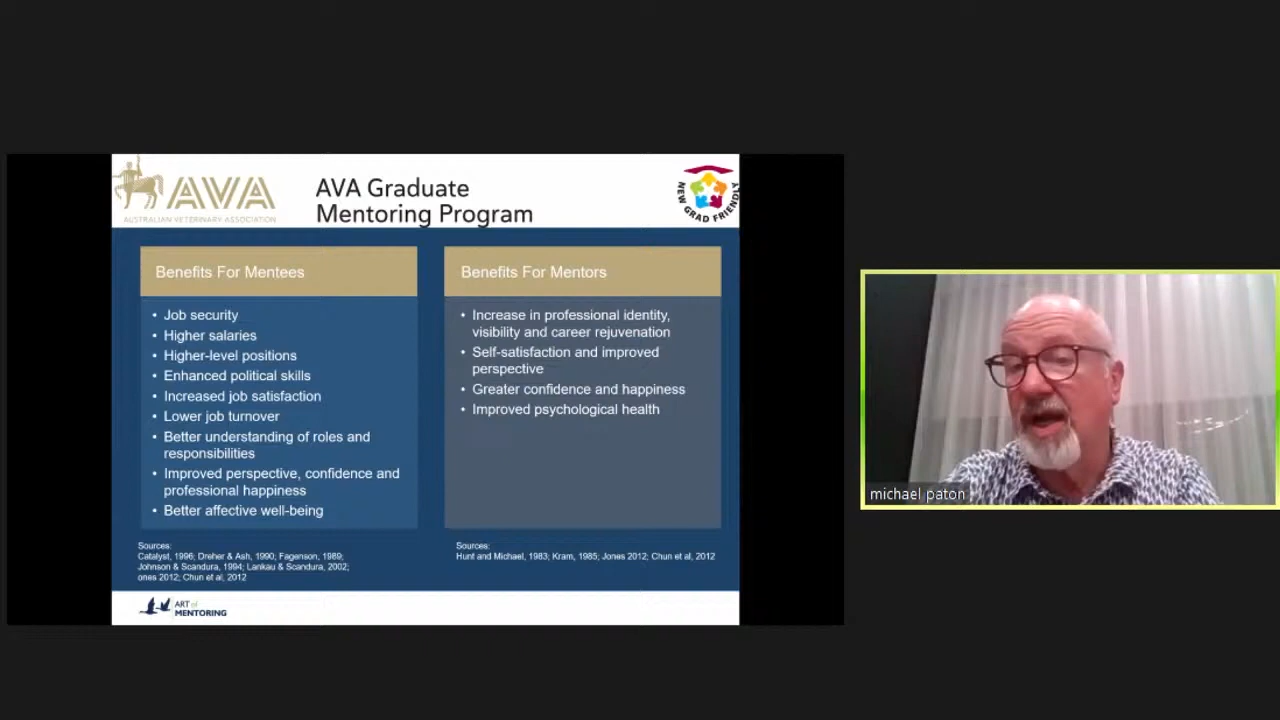 AVA
AUSTRALIAN VETERINARY ASSOCIATION
AVA Graduate
Mentoring Program
NEW GRAD FRIENDLY
Benefits For Mentees
• Job security
• Higher salaries
• Higher-level positions
• Enhanced political skills
• Increased job satisfaction
• Lower job turnover
• Better understanding of roles and
responsibilities
• Improved perspective, confidence and
professional happiness
• Better affective well-being
Benefits For Mentors
• Increase in professional identity,
visibility and career rejuvenation
• Self-satisfaction and improved
perspective
• Greater confidence and happiness
• Improved psychological health
Sources:
Catalyst, 1996; Dreher & Ash, 1990; Fagenson, 1989;
Johnson & Scandura, 1994; Lankau & Scandura, 2002;
ones 2012; Chun et al, 2012
Sources:
Hunt and Michael, 1983; Kram, 1985; Jones 2012; Chun et al, 2012
ART of
MENTORING
michael paton